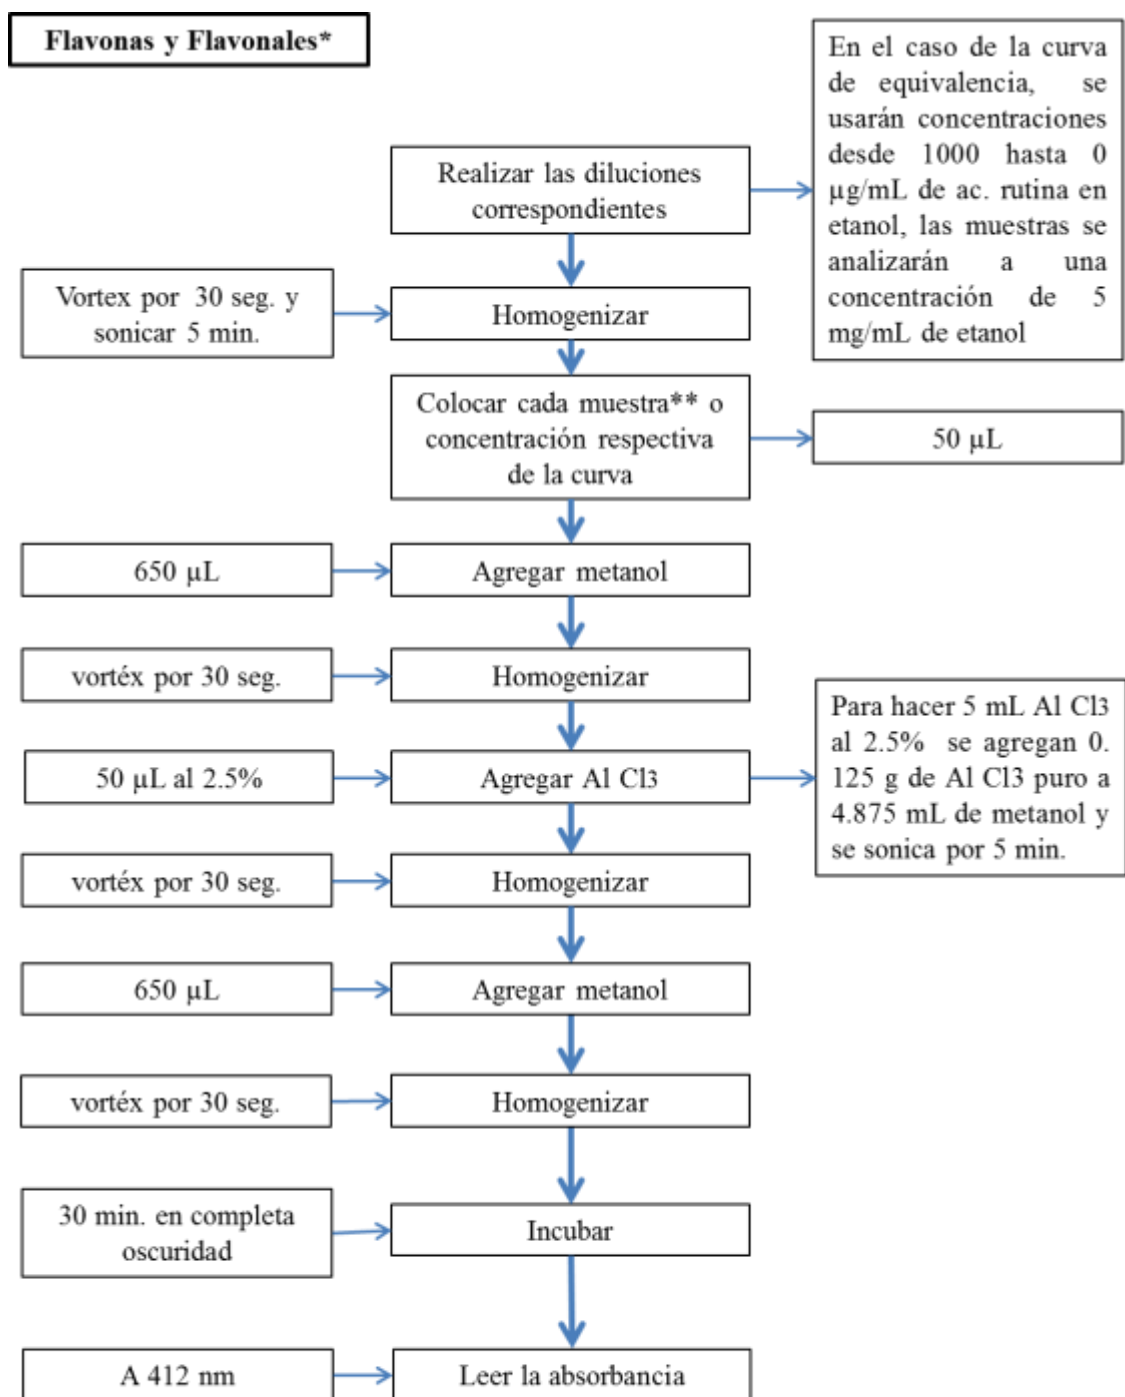 Flavonas y Flavonales*
En el caso de la curva
de equivalencia, se
usarán concentraciones
desde 1000 hasta 0
µg/mL de ac. rutina en
etanol, las muestras se
analizarán a una
concentración de 5
mg/mL de etanol
Realizar las diluciones
correspondientes
Vortex por 30 seg. y
sonicar 5 min.
Homogenizar
Colocar cada muestra** o
concentración respectiva
de la curva
50 µL
650 µL
Agregar metanol
vortéx por 30 seg.
Homogenizar
50 µL al 2.5%
Agregar Al Cl3
Para hacer 5 mL Al Cl3
al 2.5% se agregan 0.
125 g de Al Cl3 puro a
4.875 mL de metanol y
se sonica por 5 min.
vortéx por 30 seg.
Homogenizar
650 µL
Agregar metanol
vortéx por 30 seg.
Homogenizar
30 min. en completa
oscuridad
Incubar
A 412 nm
Leer la absorbancia